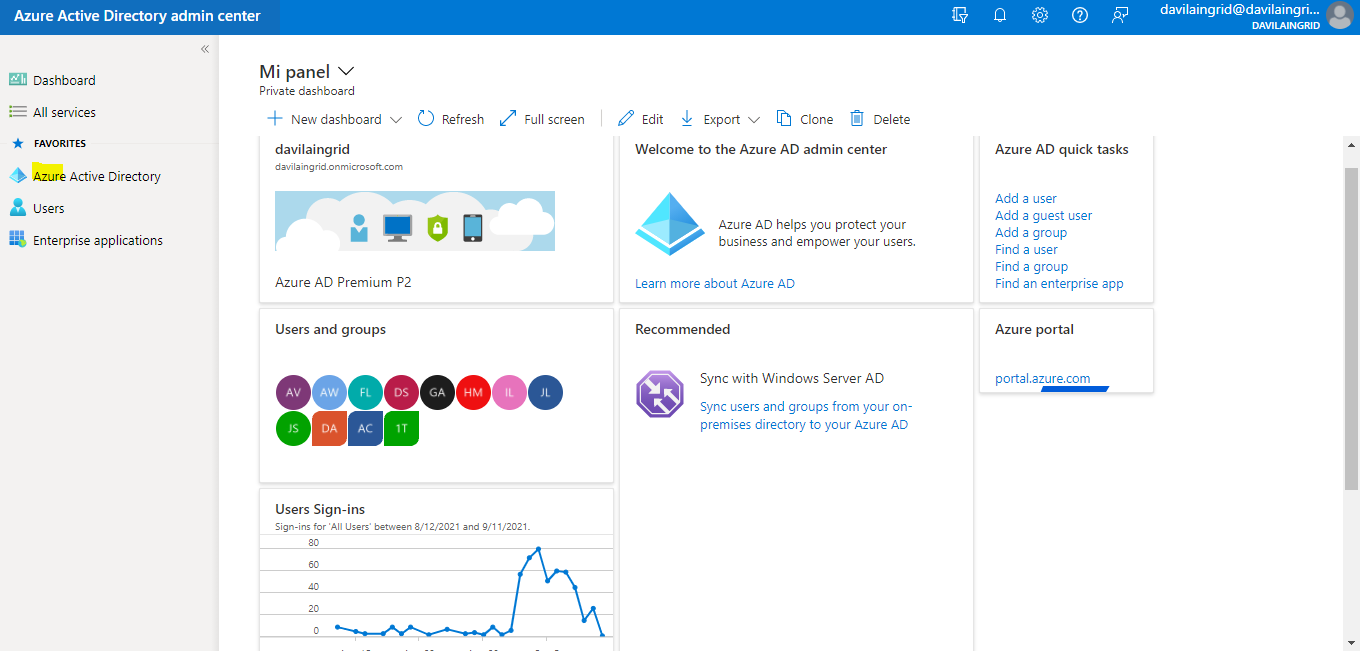 Azure Active Directory admin center
davilaingrid@davilaingri...
DAVILAINGRID
Dashboard
All services
FAVORITES
Azure Active Directory
Users
Enterprise applications
Mi panel
Private dashboard
New dashboard
Refresh
Full screen
Edit
Export
Clone
Delete
davilaingrid
davilaingrid.onmicrosoft.com
Azure AD Premium P2
Welcome to the Azure AD admin center
Azure AD helps you protect your
business and empower your users.
Learn more about Azure AD
Azure AD quick tasks
Add a user
Add a guest user
Add a group
Find a user
Find a group
Find an enterprise app
Users and groups
AV AW FL DS GA HM IL JL
JS DA AC 1T
Recommended
Sync with Windows Server AD
Sync users and groups from your on-
premises directory to your Azure AD
Azure portal
portal.azure.com
Users Sign-ins
Sign-ins for 'All Users' between 8/12/2021 and 9/11/2021.
80
60
40
20
0